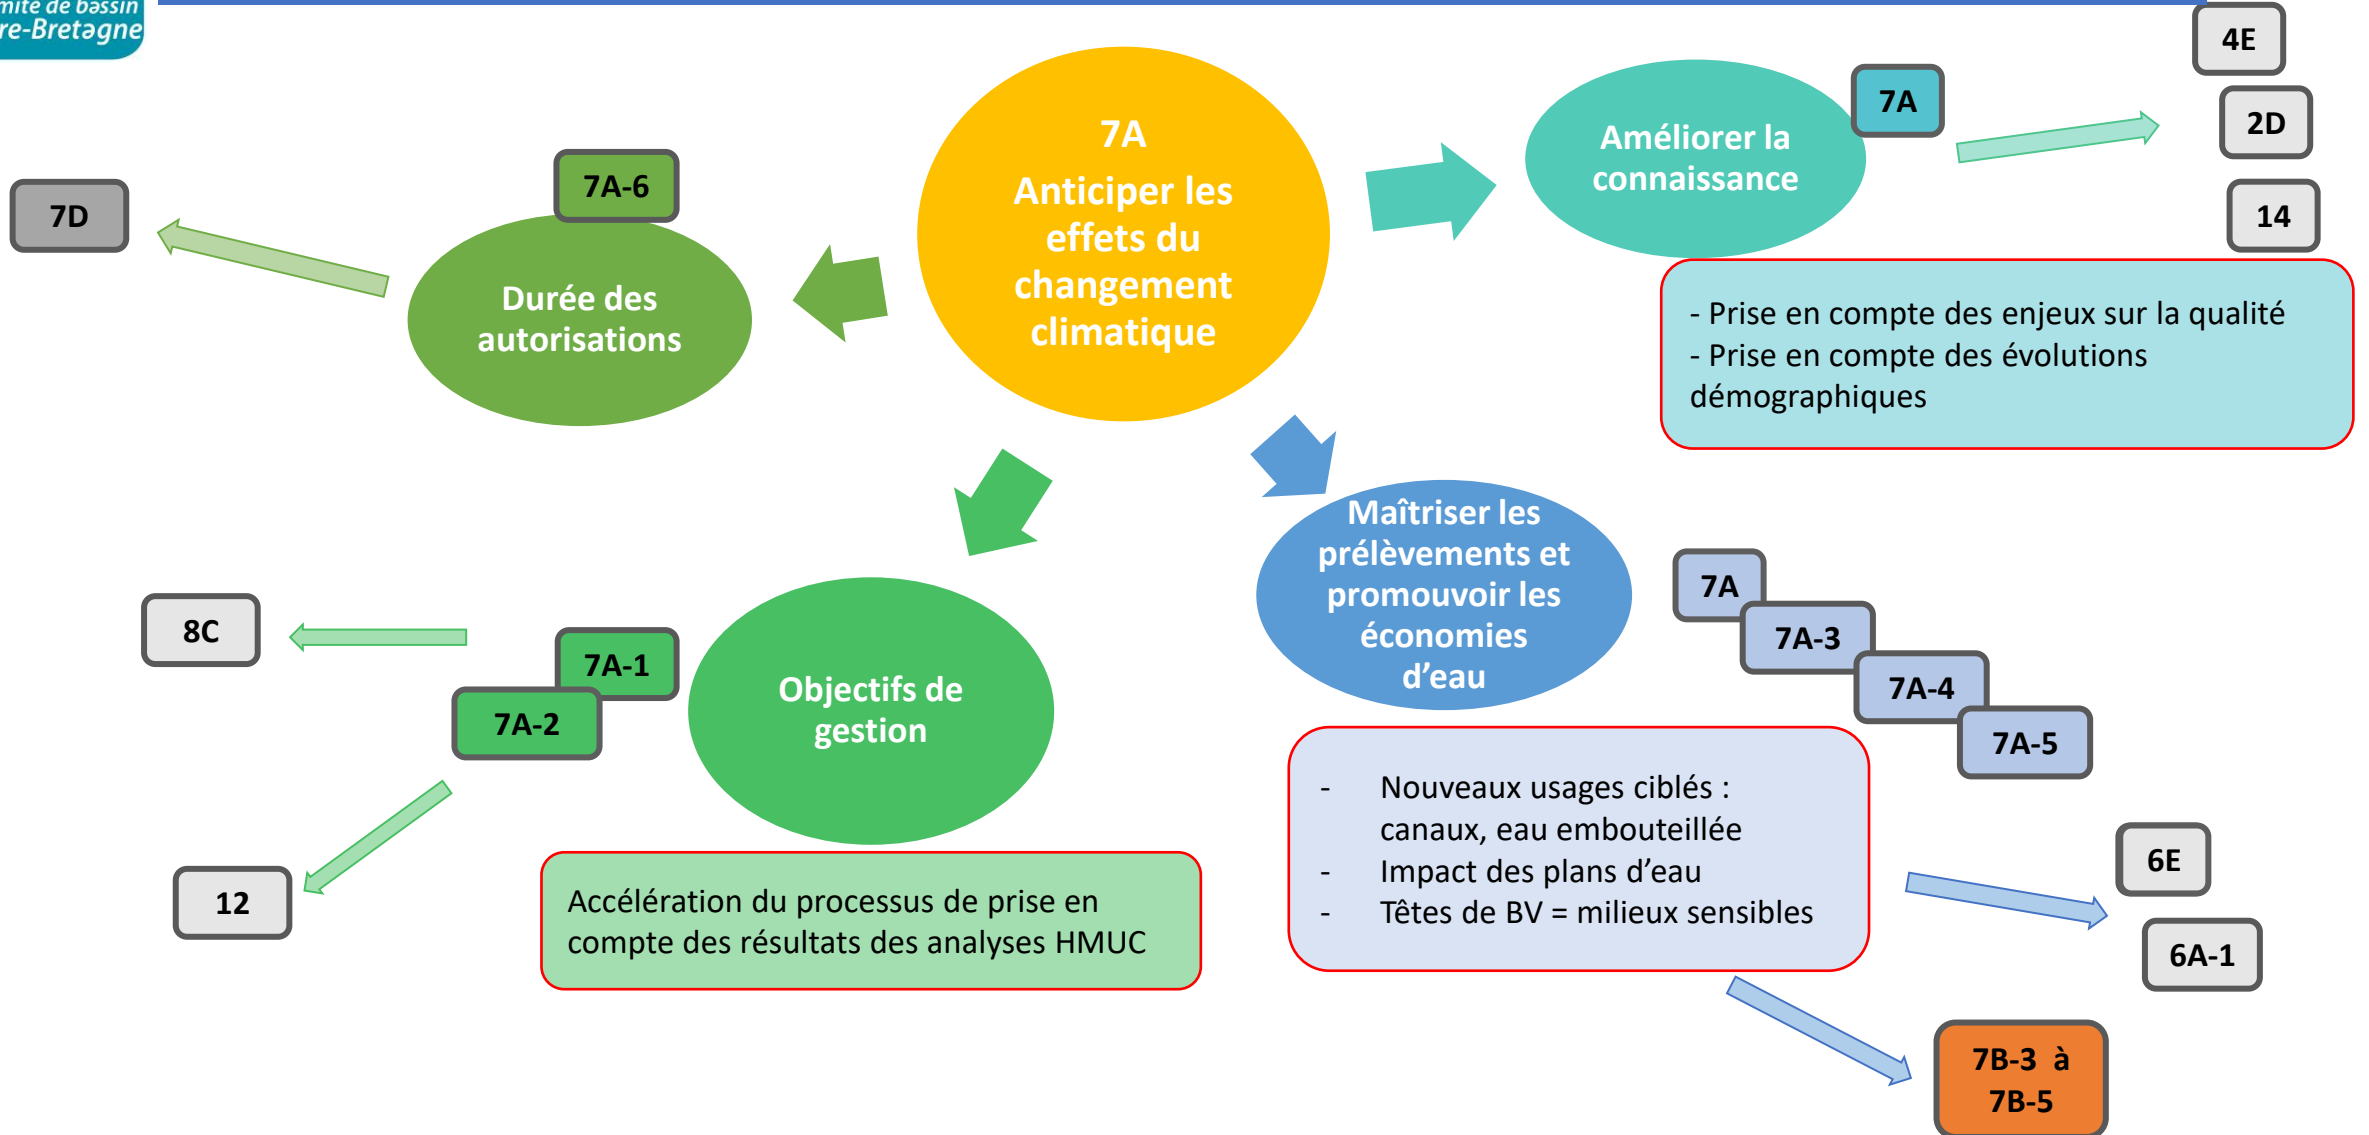 de bassin
re-Bretagne
4E
2D
14
7A
Améliorer la
connaissance
7A
Anticiper les
effets du
changement
climatique
7A-6
Durée des
autorisations
7D
- Prise en compte des enjeux sur la qualité
- Prise en compte des évolutions
démographiques
Maîtriser les
prélèvements et
promouvoir les
économies
d’eau
7A
7A-3
7A-4
7A-5
8C
7A-1
7A-2
Objectifs de
gestion
12
Accélération du processus de prise en
compte des résultats des analyses HMUC
- Nouveaux usages ciblés :
canaux, eau embouteillée
- Impact des plans d’eau
- Têtes de BV = milieux sensibles
6E
6A-1
7B-3 à
7B-5